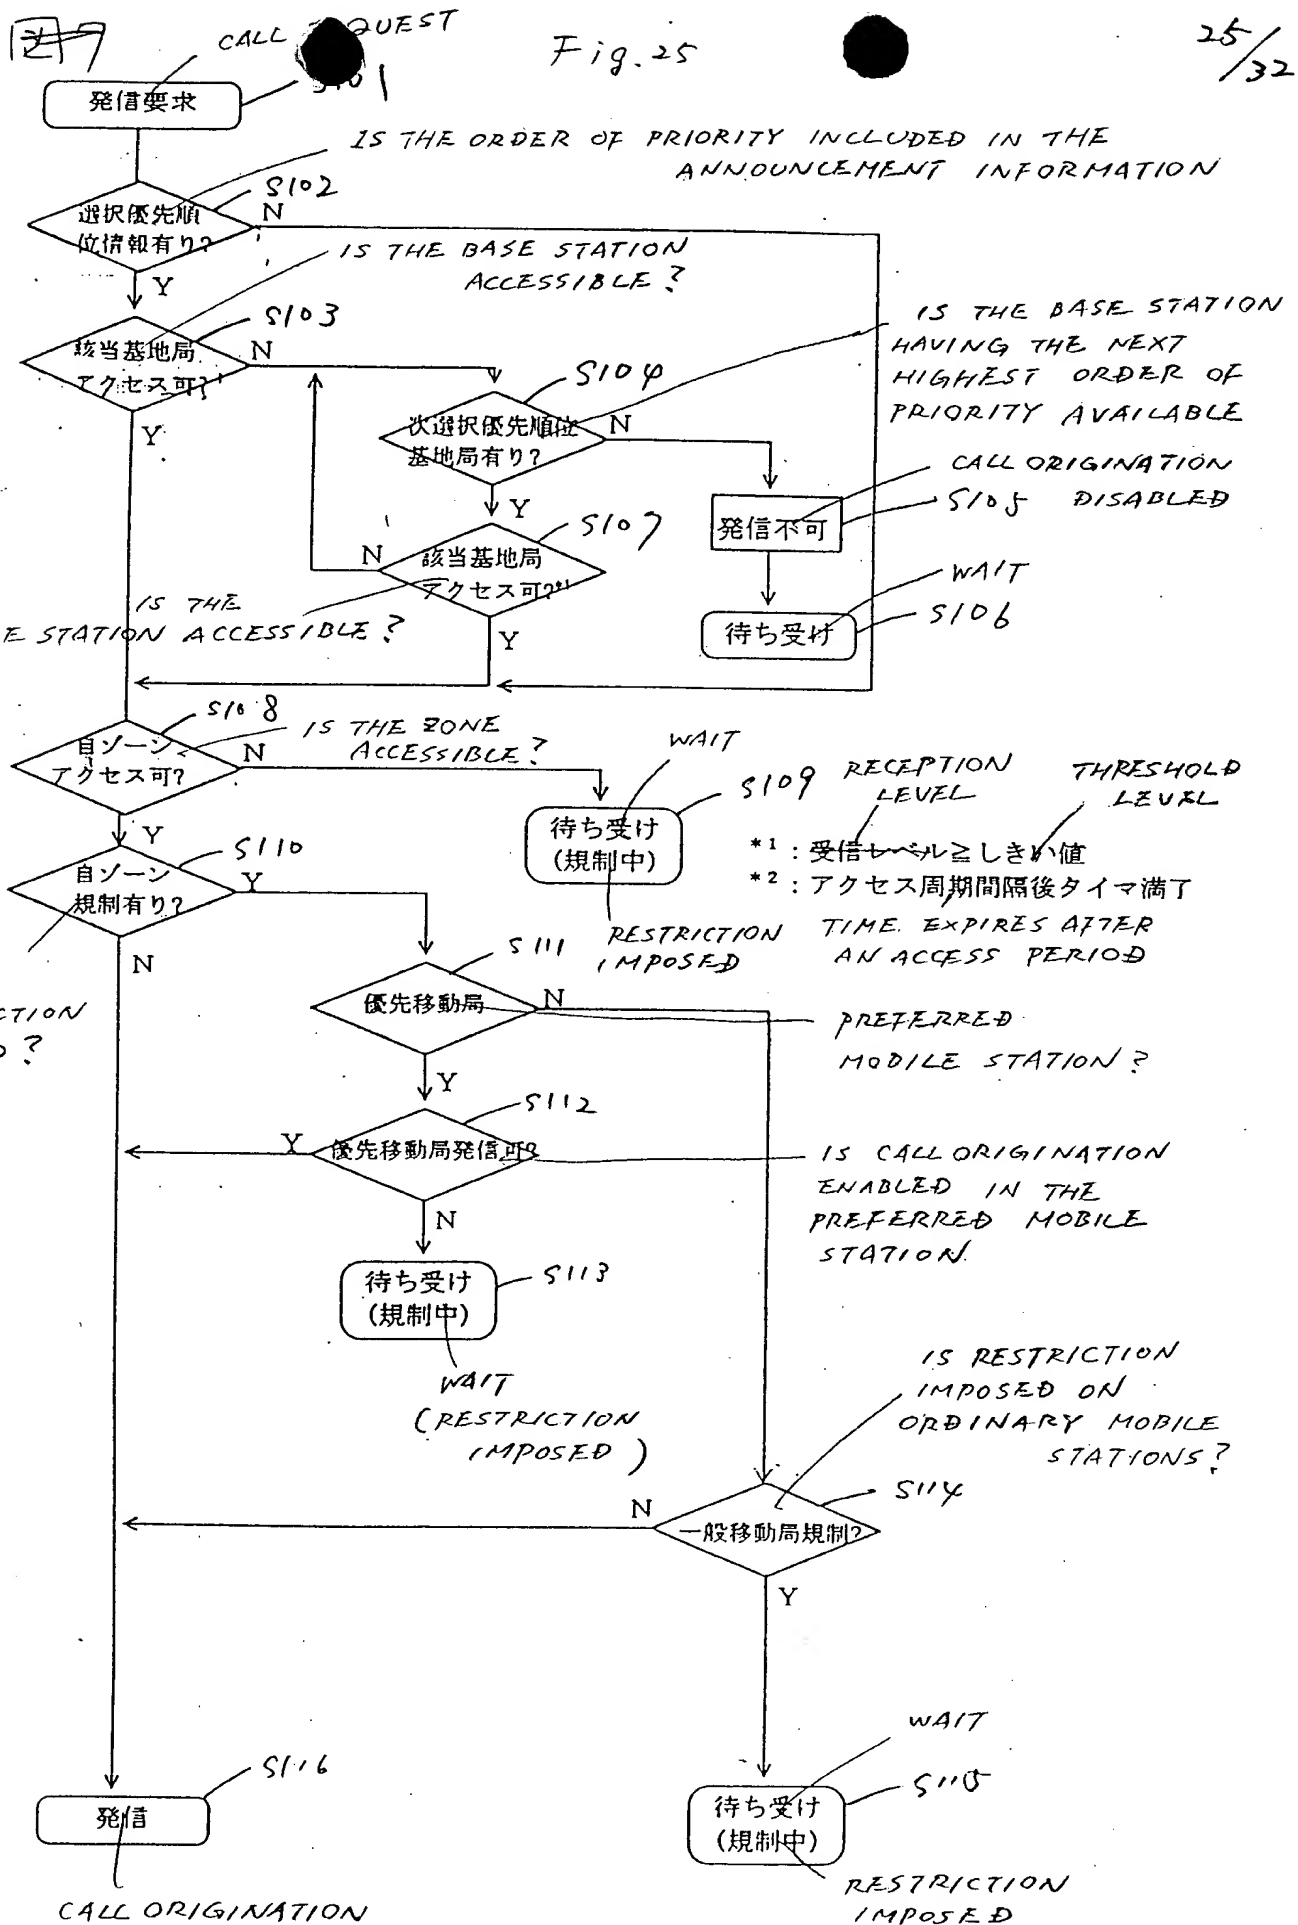 図7
CALL
QUEST
Fig. 25
25/32
発信要求
IS THE ORDER OF PRIORITY INCLUDED IN THE
ANNOUNCEMENT INFORMATION
S102
選択優先順
位情報有り?
N
Y
IS THE BASE STATION
ACCESSIBLE?
S103
該当基地局
アクセス可?*1
N
Y
IS THE BASE STATION
HAVING THE NEXT
HIGHEST ORDER OF
PRIORITY AVAILABLE
S104
次選択優先順位
基地局有り?
N
Y
CALL ORIGINATION
DISABLED
S105
発信不可
S107
該当基地局
アクセス可?*1
N
Y
WAIT
S106
待ち受け
IS THE
E STATION ACCESSIBLE?
S108
自ゾーン
アクセス可?
N
Y
IS THE ZONE
ACCESSIBLE?
WAIT
S109
待ち受け
(規制中)
RESTRICTION
IMPOSED
RECEPTION
LEVEL
THRESHOLD
LEVEL
*1：受信レベル≧しきい値
*2：アクセス周期間隔後タイマ満了
TIME EXPIRES AFTER
AN ACCESS PERIOD
S110
自ゾーン
規制有り?
Y
N
CTION
D?
S111
優先移動局
N
Y
PREFERRED
MOBILE STATION?
S112
優先移動局発信可?
Y
N
IS CALL ORIGINATION
ENABLED IN THE
PREFERRED MOBILE
STATION
S113
待ち受け
(規制中)
WAIT
(RESTRICTION
IMPOSED)
IS RESTRICTION
IMPOSED ON
ORDINARY MOBILE
STATIONS?
S114
一般移動局規制?
N
Y
WAIT
S115
待ち受け
(規制中)
RESTRICTION
IMPOSED
S116
発信
CALL ORIGINATION